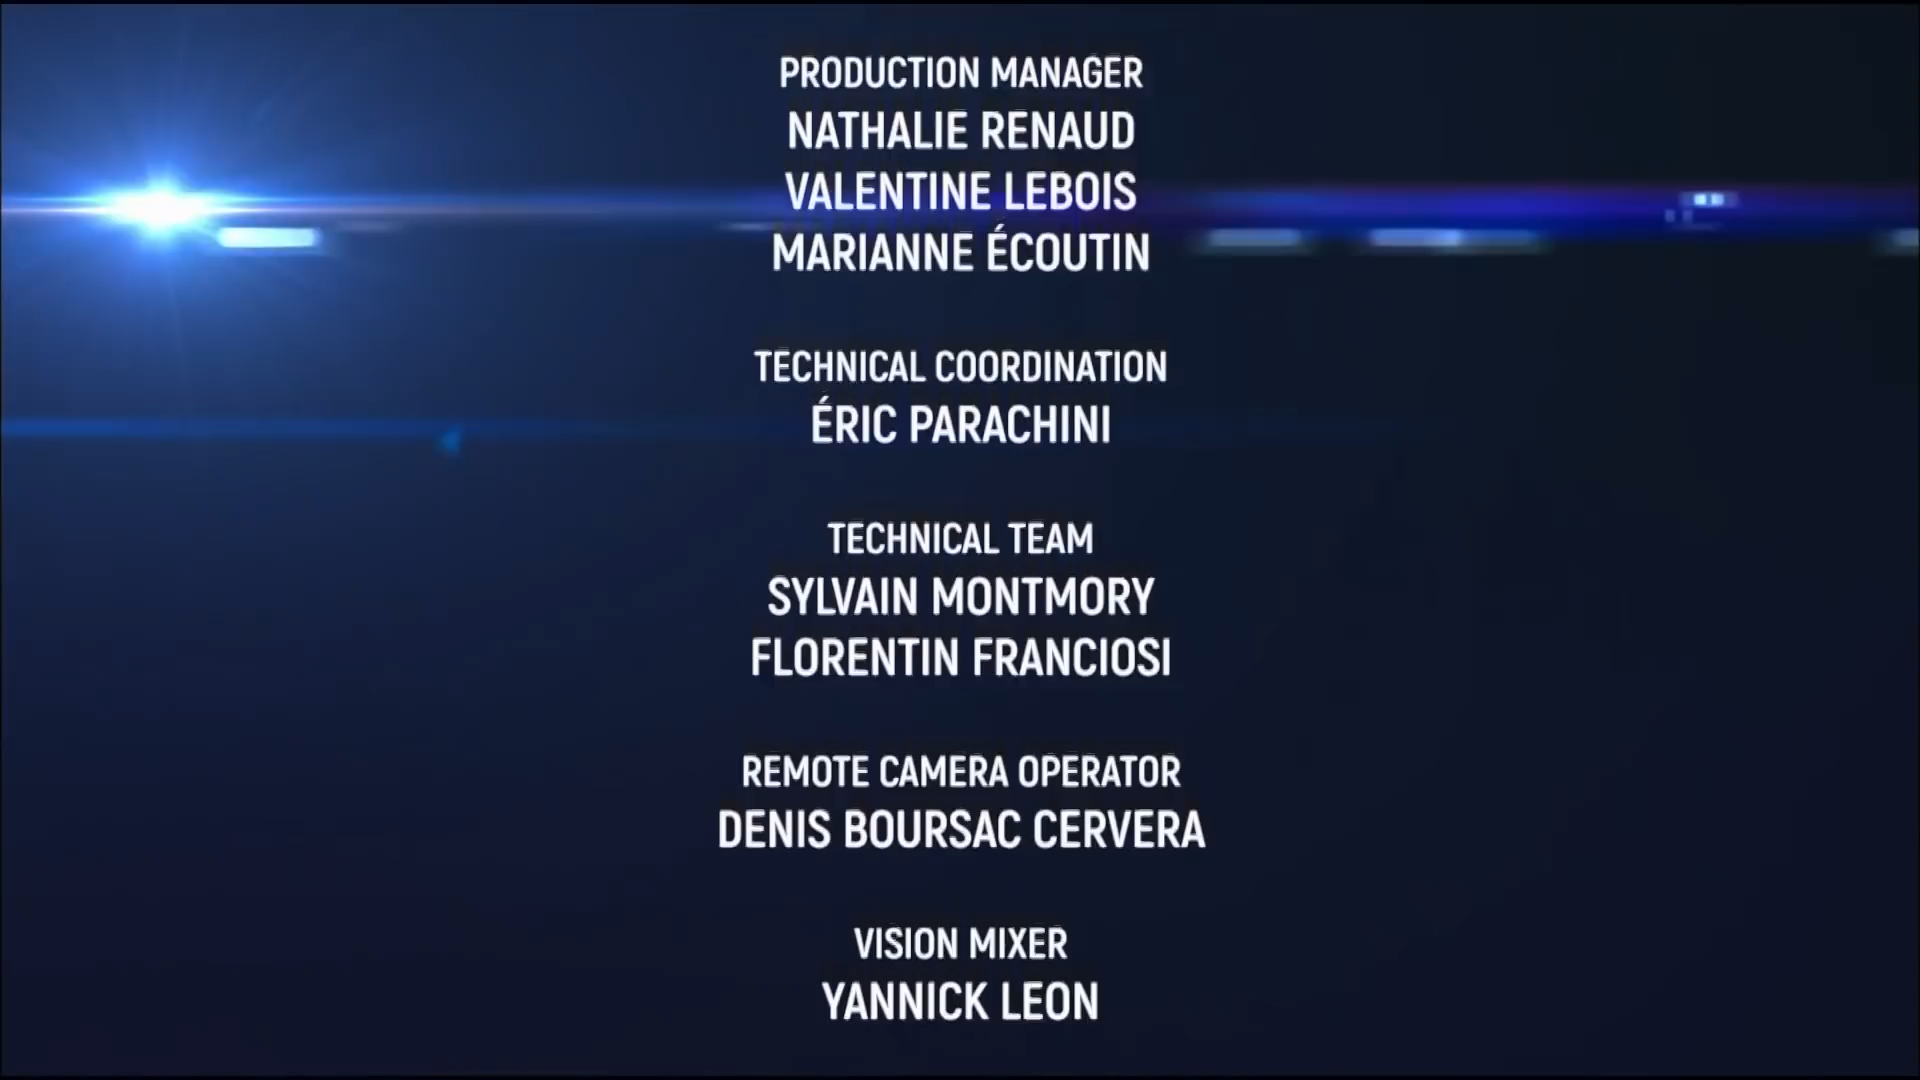 PRODUCTION MANAGER
NATHALIE RENAUD
VALENTINE LEBOIS
MARIANNE ÉCOUTIN
TECHNICAL COORDINATION
ÉRIC PARACHINI
TECHNICAL TEAM
SYLVAIN MONTMORY
FLORENTIN FRANCIOSI
REMOTE CAMERA OPERATOR
DENIS BOURSAC CERVERA
VISION MIXER
YANNICK LEON